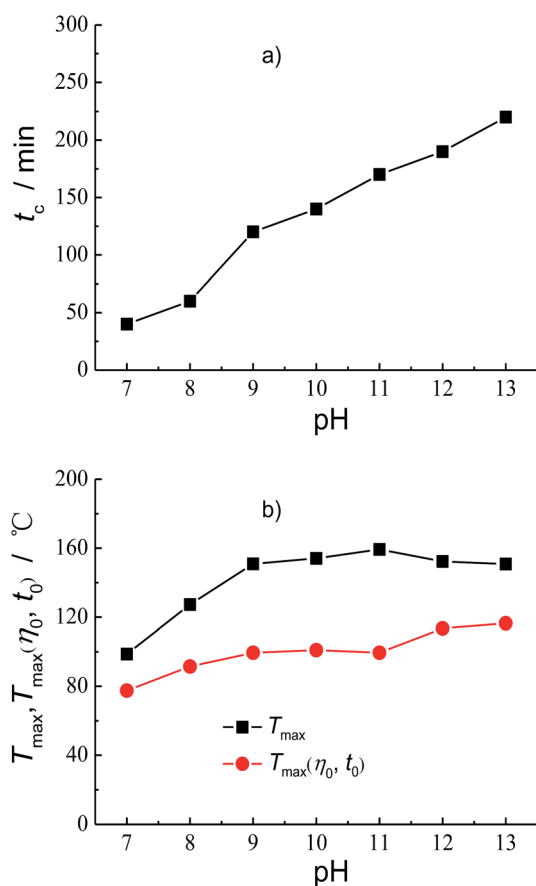 a)
t_c / min
300
250
200
150
100
50
0
7 8 9 10 11 12 13
pH
b)
T_max, T_max(η_0, t_0) / ℃
160
200
120
80
40
0
T_max
T_max(η_0, t_0)
7 8 9 10 11 12 13
pH